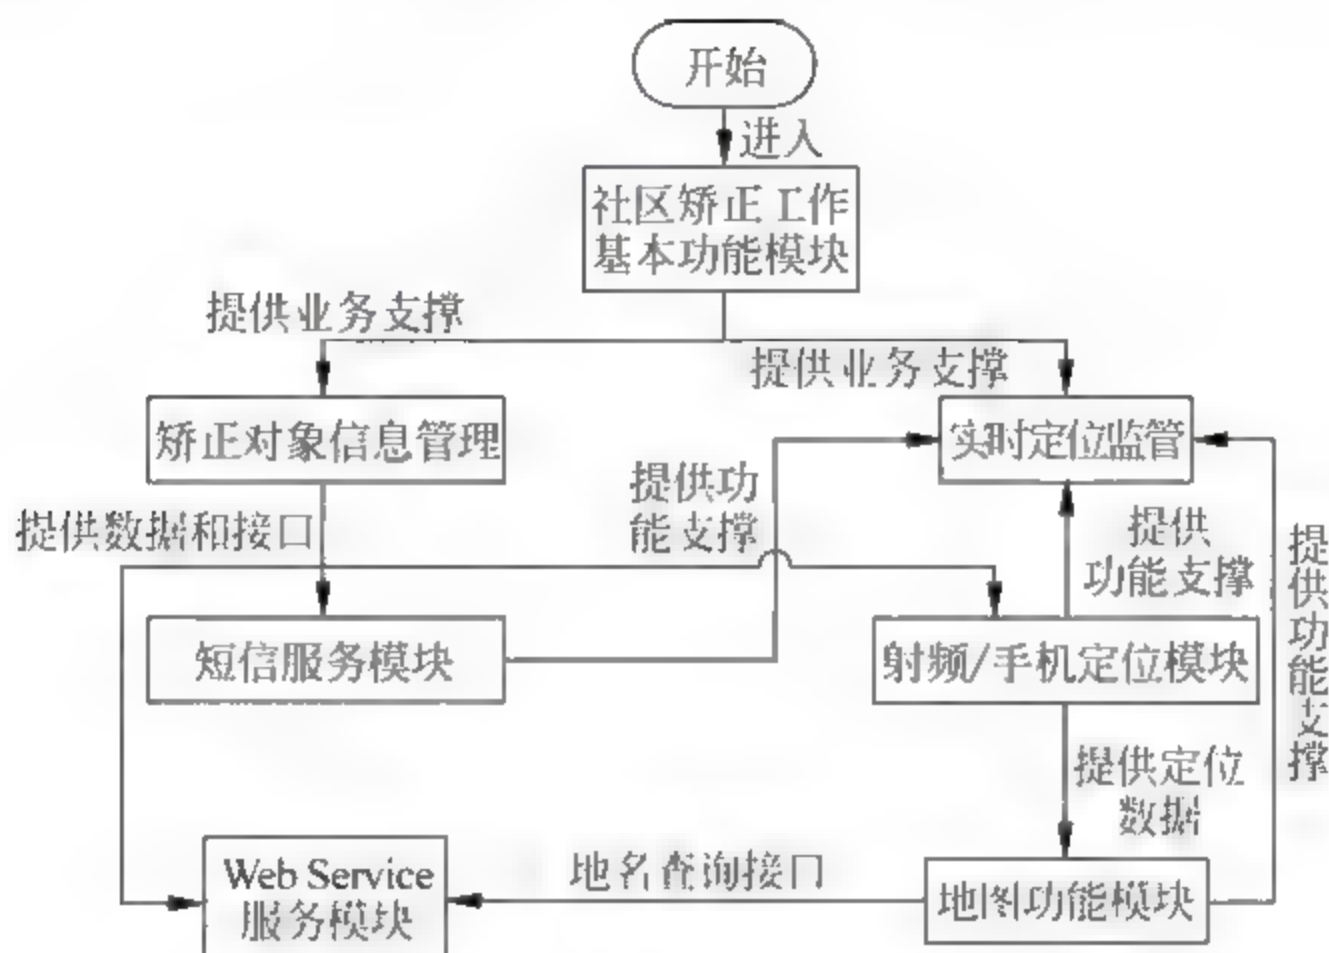 开始
进入
社区矫正工作
基本功能模块
提供业务支撑
提供业务支撑
矫正对象信息管理
实时定位监管
提供功
能支撑
提供数据和接口
提供
功能支撑
提供功能支撑
短信服务模块
射频/手机定位模块
提供定位
数据
Web Service
服务模块
地名查询接口
地图功能模块